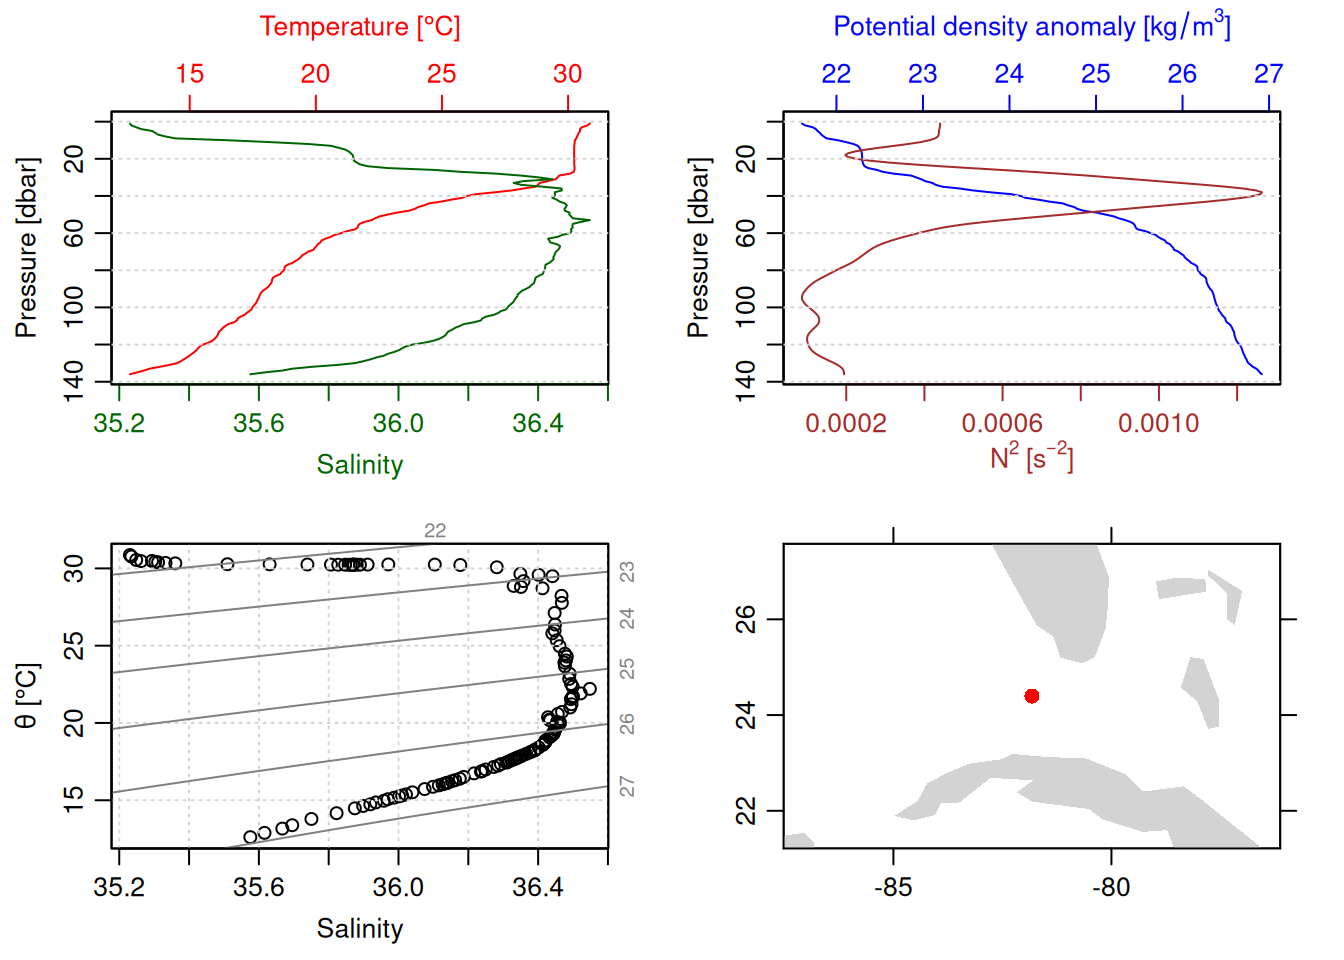 Temperature [°C]
15 20 25 30
Pressure [dbar]
20 60 100 140
35.2 35.6 36.0 36.4
Salinity
Potential density anomaly [kg/m³]
22 23 24 25 26 27
Pressure [dbar]
20 60 100 140
0.0002 0.0006 0.0010
N² [s⁻²]
22
23
24
25
26
27
θ [°C]
30 25 20 15
35.2 35.6 36.0 36.4
Salinity
26
24
22
-85 -80